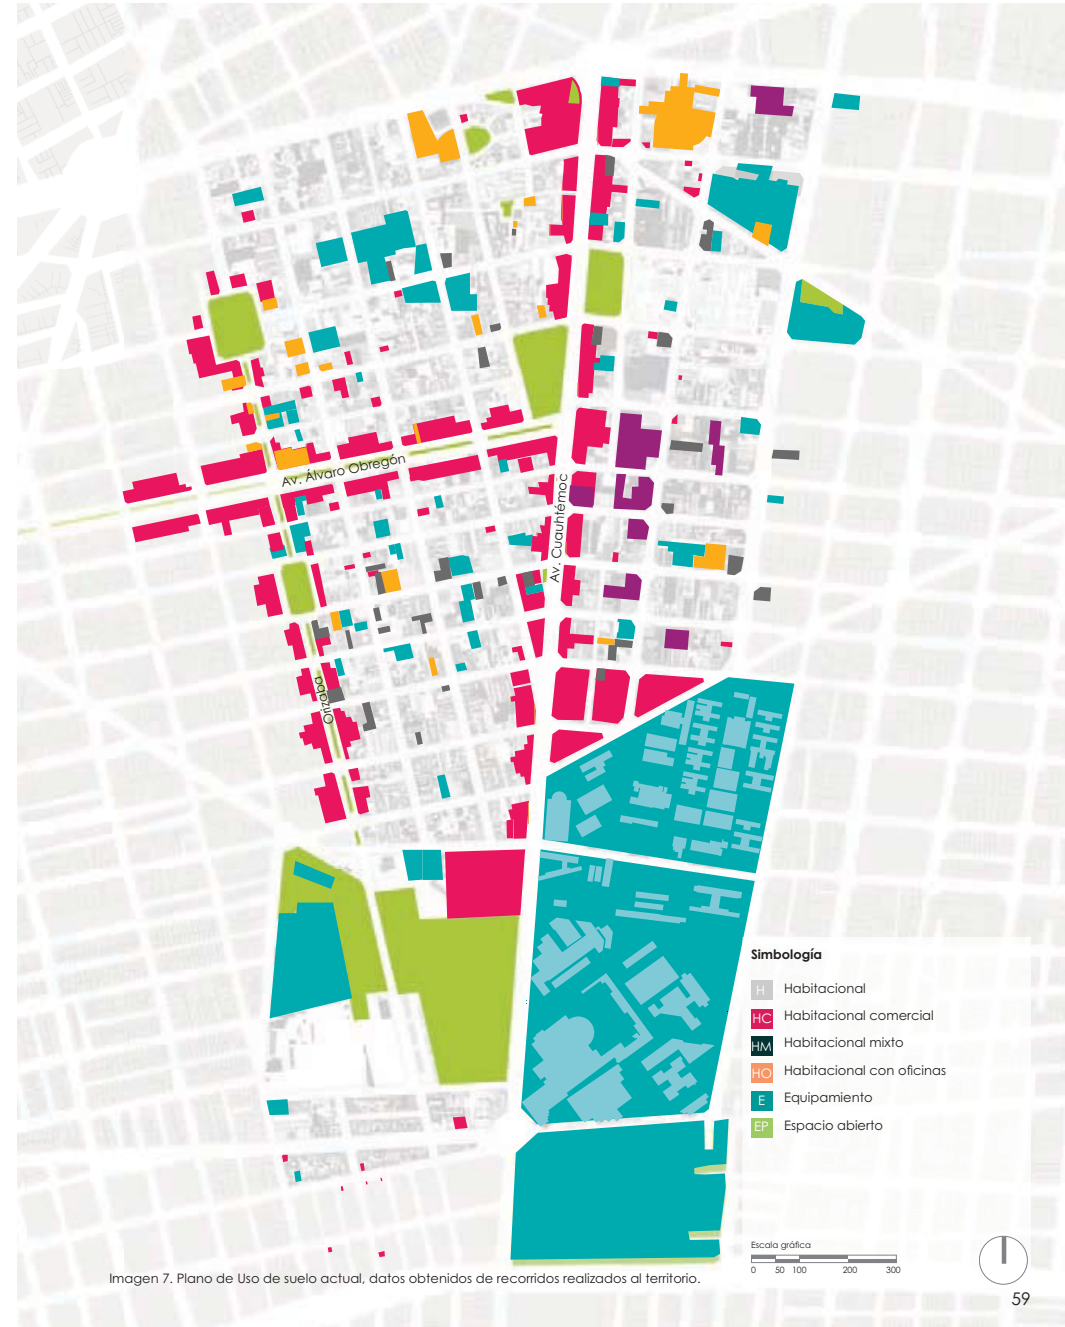 Av. Álvaro Obregón
Av. Cuauhtémoc
Orizaba
Simbología
H Habitacional
HC Habitacional comercial
HM Habitacional mixto
HO Habitacional con oficinas
E Equipamiento
EP Espacio abierto
Escala gráfica
0 50 100 200 300
Imagen 7. Plano de Uso de suelo actual, datos obtenidos de recorridos realizados al territorio.
59